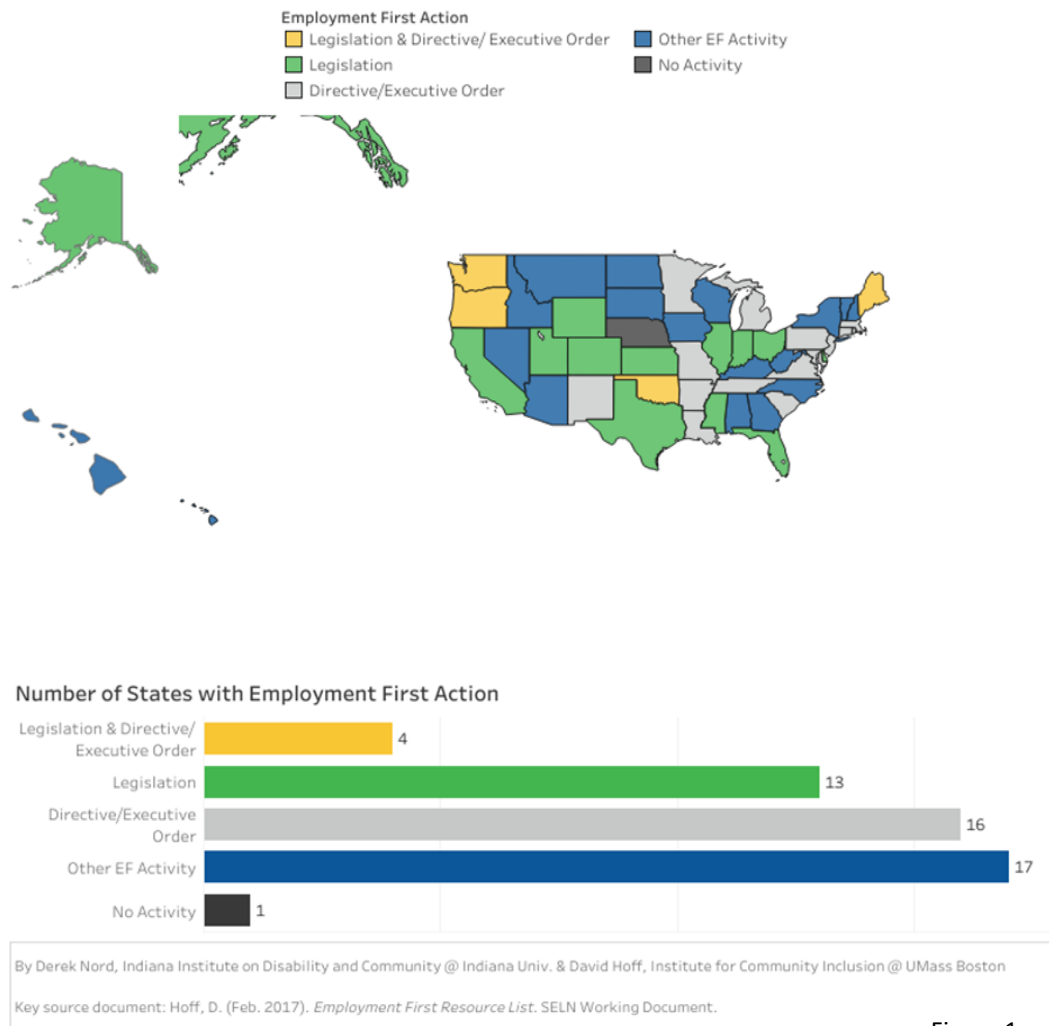 Employment First Action
Legislation & Directive/ Executive Order
Other EF Activity
Legislation
No Activity
Directive/Executive Order
Number of States with Employment First Action
Legislation & Directive/
Executive Order
4
Legislation
13
Directive/Executive
Order
16
Other EF Activity
17
No Activity
1
By Derek Nord, Indiana Institute on Disability and Community @ Indiana Univ. & David Hoff, Institute for Community Inclusion @ UMass Boston
Key source document: Hoff, D. (Feb. 2017). Employment First Resource List. SELN Working Document.